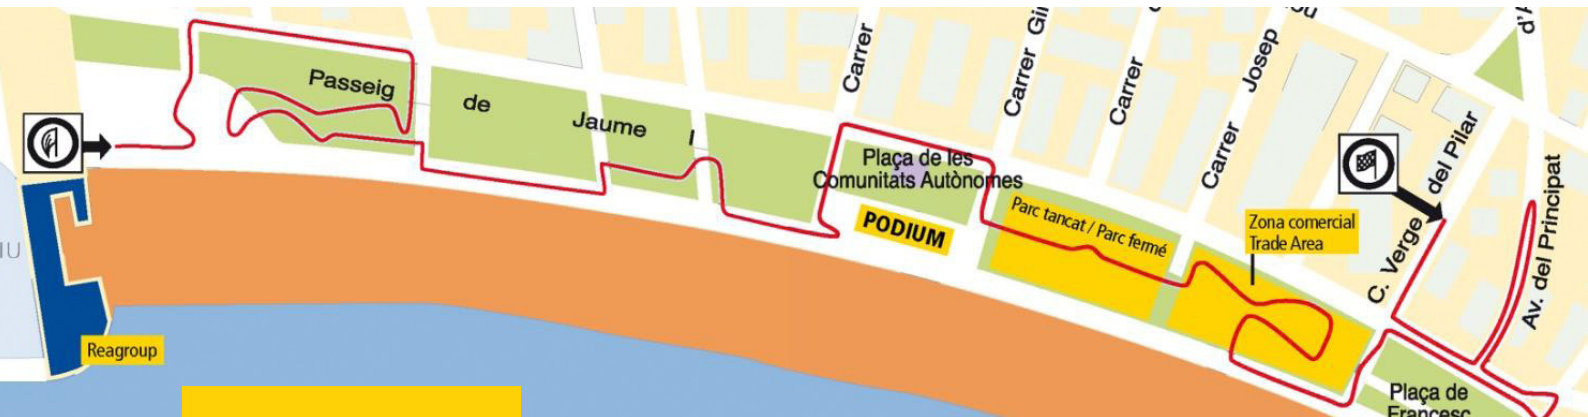 Passeig
de
Jaume
I
Carrer
Plaça de les
Comunitats Autònomes
PODIUM
Carrer Gi
Carrer
Carrer Josep
Parc tancat / Parc fermé
Zona comercial
Trade Area
C. Verge del Pilar
Av. del Principat
d'A
Reagroup
Plaça de
Francesc